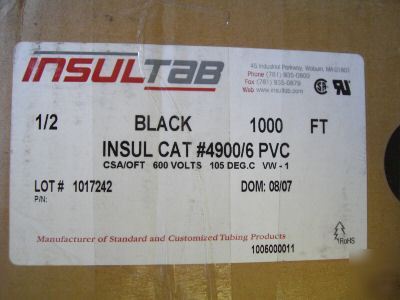 INSULTAB
45 Industrial Parkway, Woburn, MA 01801
Phone (781) 935-0800
Fax (781) 935-0879
Web www.insultab.com
1/2 BLACK 1000 FT
INSUL CAT #4900/6 PVC
CSA/OFT 600 VOLTS 105 DEG.C VW - 1
LOT # 1017242 DOM: 08/07
P/N:
Manufacturer of Standard and Customized Tubing Products
RoHS
1006000011